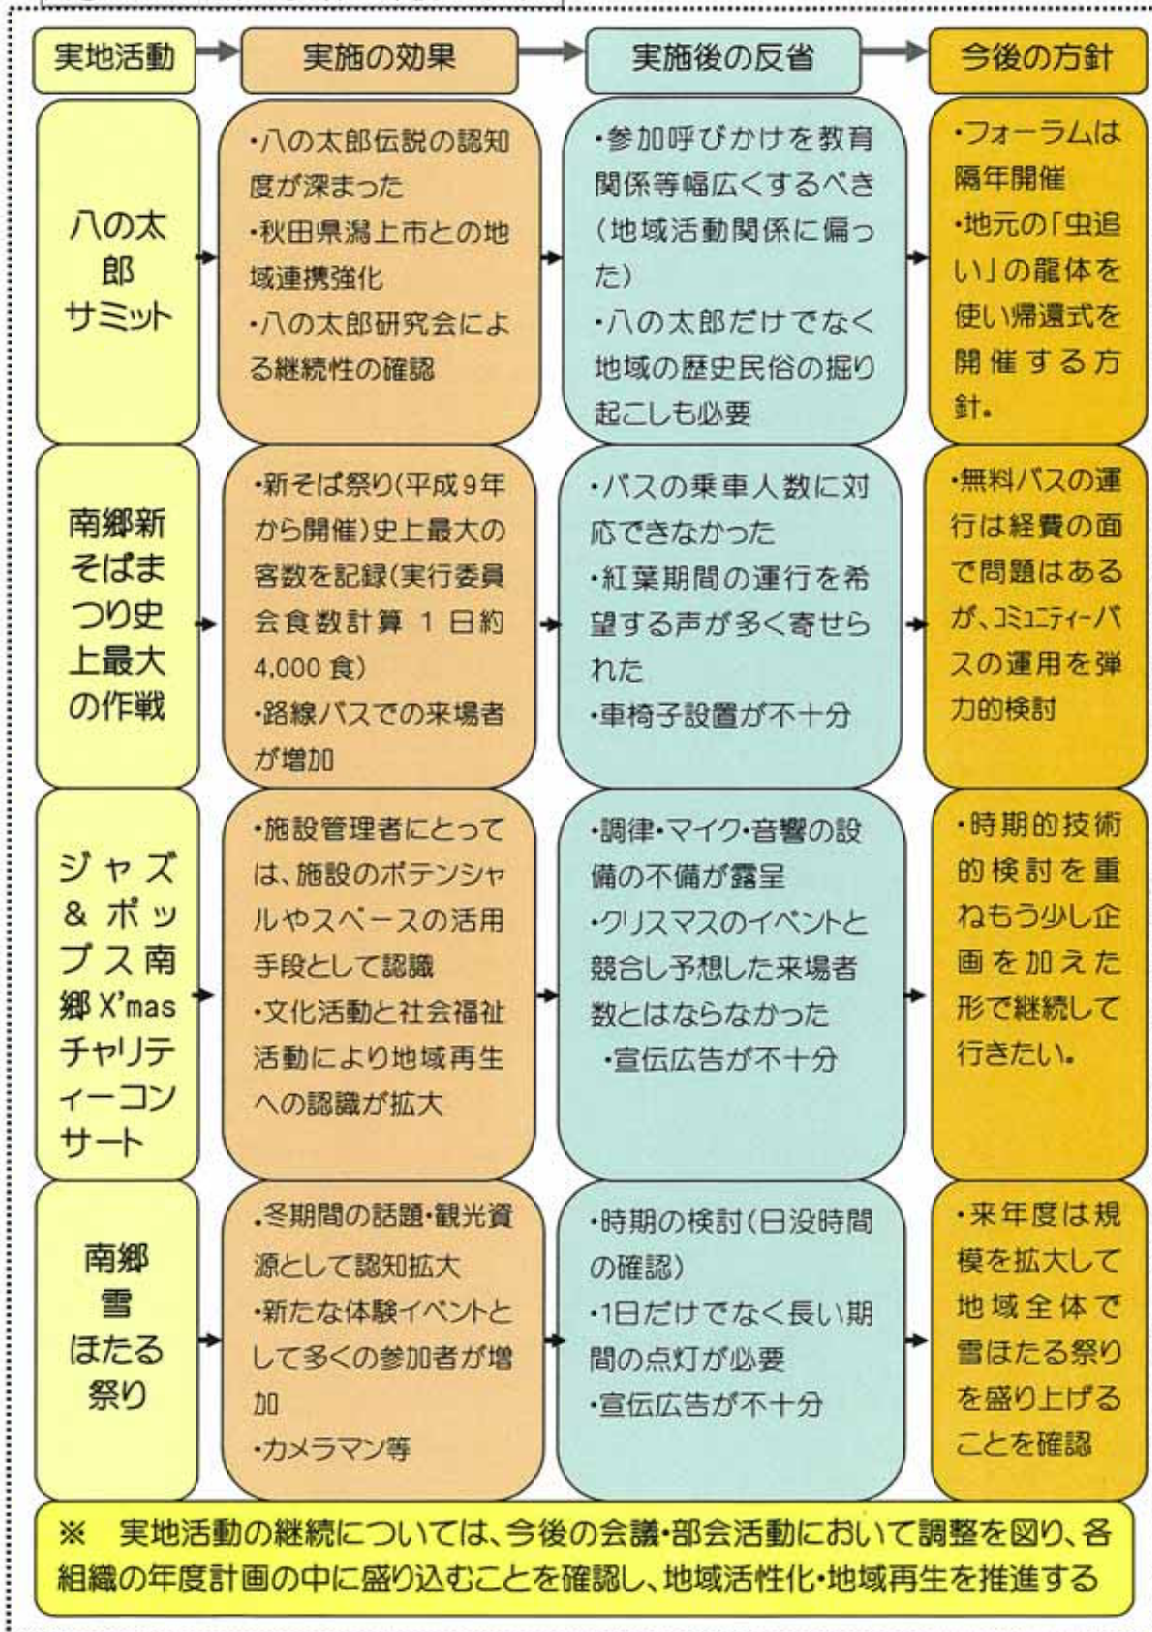 実地活動
実施の効果
実施後の反省
今後の方針
八の太
郎
サミット
・八の太郎伝説の認知
度が深まった
・秋田県潟上市との地
域連携強化
・八の太郎研究会によ
る継続性の確認
・参加呼びかけを教育
関係等幅広くするべき
(地域活動関係に偏っ
た)
・八の太郎だけでなく
地域の歴史民俗の掘り
起こしも必要
・フォーラムは
隔年開催
・地元の「虫追
い」の龍体を
使い帰還式を
開催する方
針。
南郷新
そばま
つり史
上最大
の作戦
・新そば祭り(平成9年
から開催)史上最大の
客数を記録(実行委員
会食数計算 1 日約
4,000 食)
・路線バスでの来場者
が増加
・バスの乗車人数に対
応できなかった
・紅葉期間の運行を希
望する声が多く寄せら
れた
・車椅子設置が不十分
・無料バスの運
行は経費の面
で問題はある
が、コミュニティーバ
スの運用を弾
力的検討
ジャズ
& ポッ
プス南
郷 X'mas
チャリテ
ィーコン
サート
・施設管理者にとって
は、施設のポテンシャ
ルやスペースの活用
手段として認識
・文化活動と社会福祉
活動により地域再生
への認識が拡大
・調律・マイク・音響の設
備の不備が露呈
・クリスマスのイベントと
競合し予想した来場者
数とはならなかった
・宣伝広告が不十分
・時期的技術
的検討を重
ねもう少し企
画を加えた
形で継続して
行きたい。
南郷
雪
ほたる
祭り
.冬期間の話題・観光資
源として認知拡大
・新たな体験イベントと
して多くの参加者が増
加
・カメラマン等
・時期の検討(日没時間
の確認)
・1日だけでなく長い期
間の点灯が必要
・宣伝広告が不十分
・来年度は規
模を拡大して
地域全体で
雪ほたる祭り
を盛り上げる
ことを確認
※ 実地活動の継続については、今後の会議・部会活動において調整を図り、各
組織の年度計画の中に盛り込むことを確認し、地域活性化・地域再生を推進する